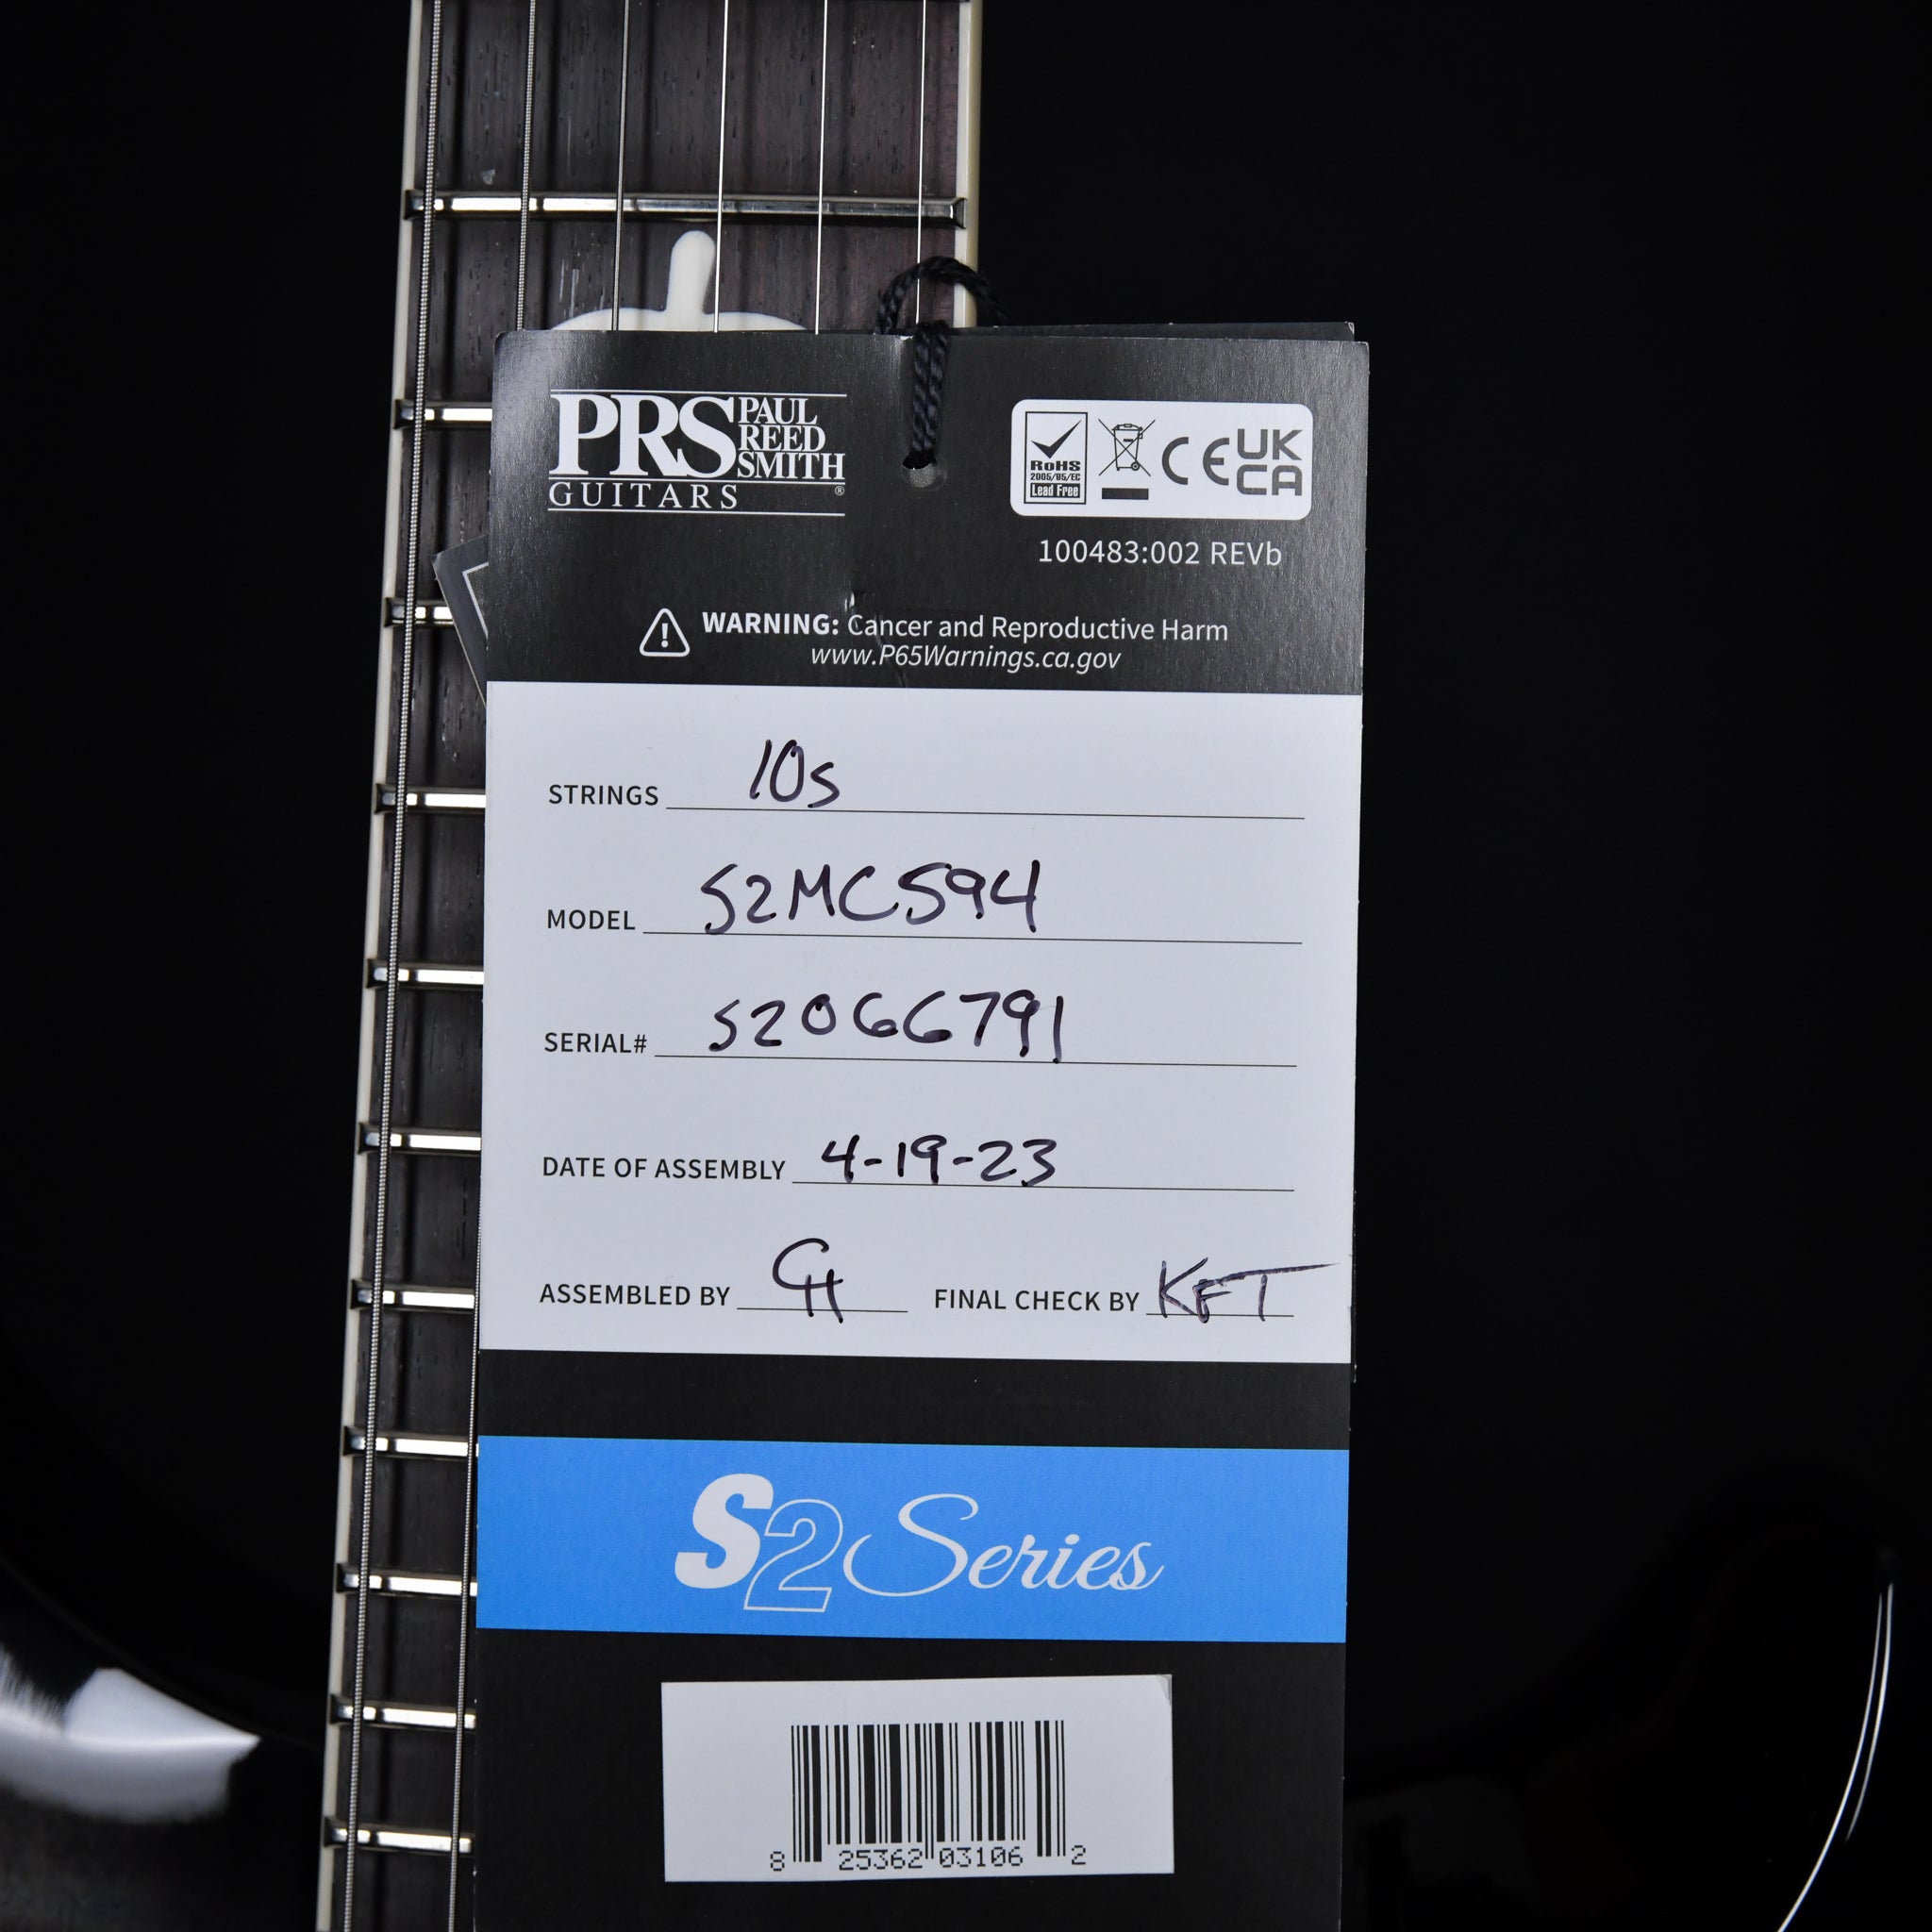 PRS PAUL REED SMITH
GUITARS ®
RoHS
2005/95/EC
Lead Free
CE UK CA
100483:002 REVb
WARNING: Cancer and Reproductive Harm
www.P65Warnings.ca.gov
STRINGS 10s
MODEL S2MC594
SERIAL# S2066791
DATE OF ASSEMBLY 4-19-23
ASSEMBLED BY CH FINAL CHECK BY KFT
S2 Series
8 25362 03106 2